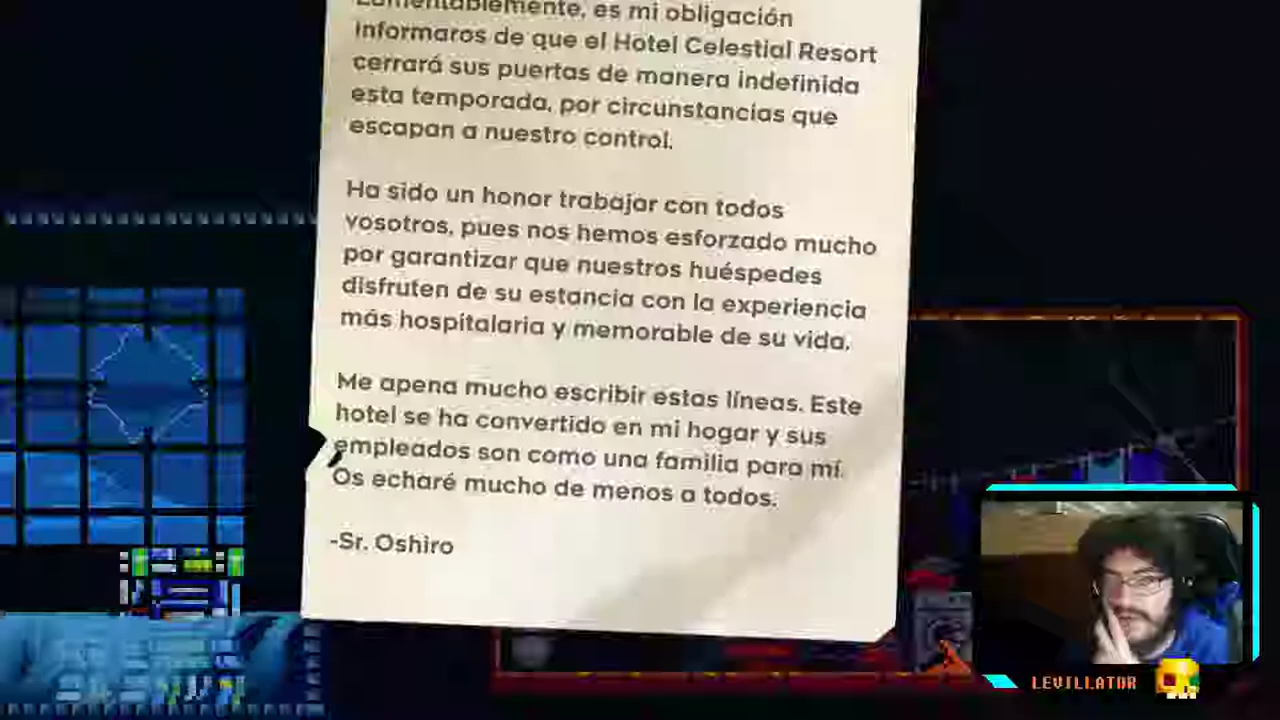 Lamentablemente, es mi obligación
informaros de que el Hotel Celestial Resort
cerrará sus puertas de manera indefinida
esta temporada, por circunstancias que
escapan a nuestro control.
Ha sido un honor trabajar con todos
vosotros, pues nos hemos esforzado mucho
por garantizar que nuestros huéspedes
disfruten de su estancia con la experiencia
más hospitalaria y memorable de su vida.
Me apena mucho escribir estas líneas. Este
hotel se ha convertido en mi hogar y sus
empleados son como una familia para mí.
Os echaré mucho de menos a todos.
-Sr. Oshiro
LEVILLATOR